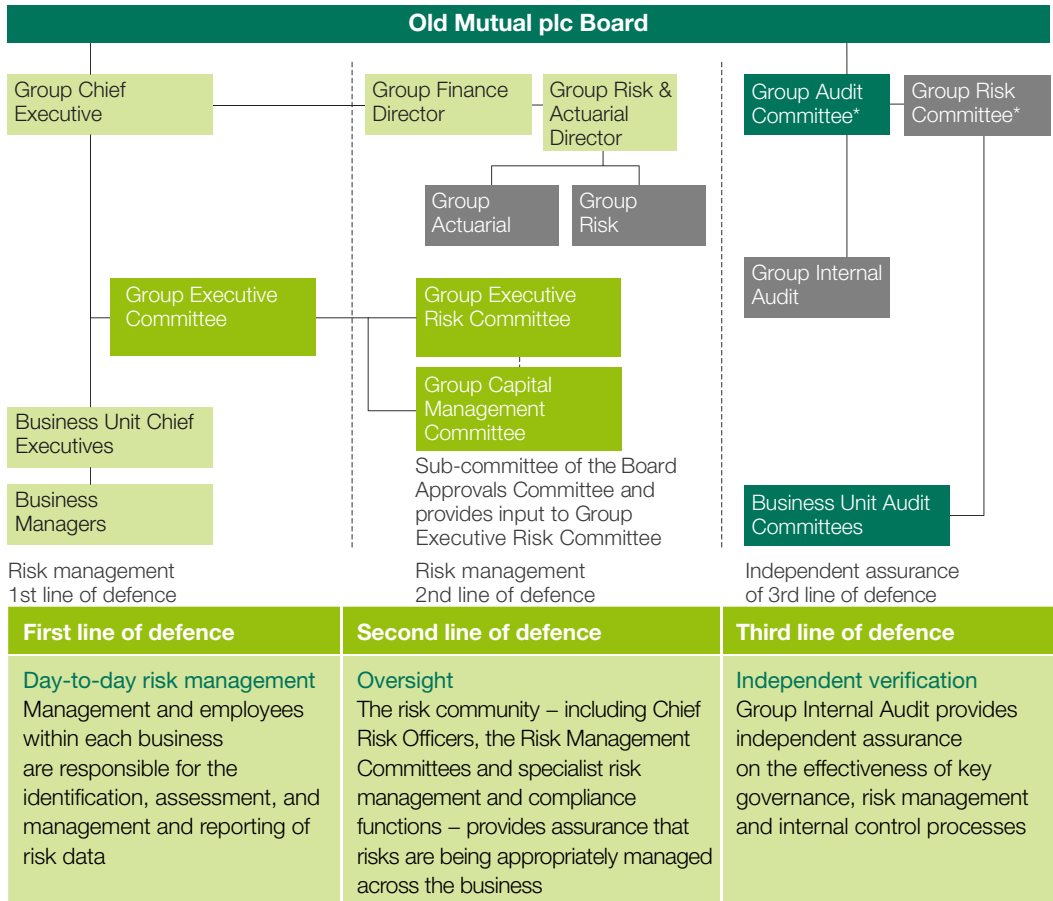 Old Mutual plc Board
Group Chief
Executive
Group Finance
Director
Group Risk &
Actuarial
Director
Group Audit
Committee*
Group Risk
Committee*
Group
Actuarial
Group
Risk
Group Internal
Audit
Group Executive
Committee
Group Executive
Risk Committee
Group Capital
Management
Committee
Sub-committee of the Board
Approvals Committee and
provides input to Group
Executive Risk Committee
Business Unit Chief
Executives
Business
Managers
Business Unit Audit
Committees
Risk management
1st line of defence
Risk management
2nd line of defence
Independent assurance
of 3rd line of defence
First line of defence
Second line of defence
Third line of defence
Day-to-day risk management
Management and employees
within each business
are responsible for the
identification, assessment, and
management and reporting of
risk data
Oversight
The risk community – including Chief
Risk Officers, the Risk Management
Committees and specialist risk
management and compliance
functions – provides assurance that
risks are being appropriately managed
across the business
Independent verification
Group Internal Audit provides
independent assurance
on the effectiveness of key
governance, risk management
and internal control processes